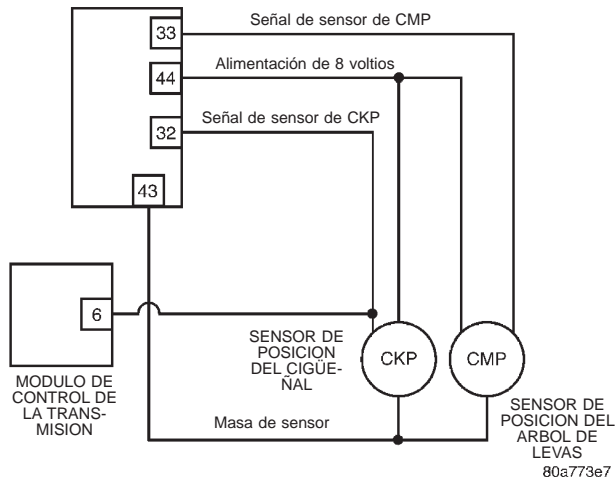 Señal de sensor de CMP
33
Alimentación de 8 voltios
44
Señal de sensor de CKP
32
43
6
MODULO DE
CONTROL DE
LA TRANS-
MISION
SENSOR DE
POSICION
DEL CIGÜE-
ÑAL
CKP
CMP
Masa de sensor
SENSOR DE
POSICION DEL
ARBOL DE
LEVAS
80a773e7